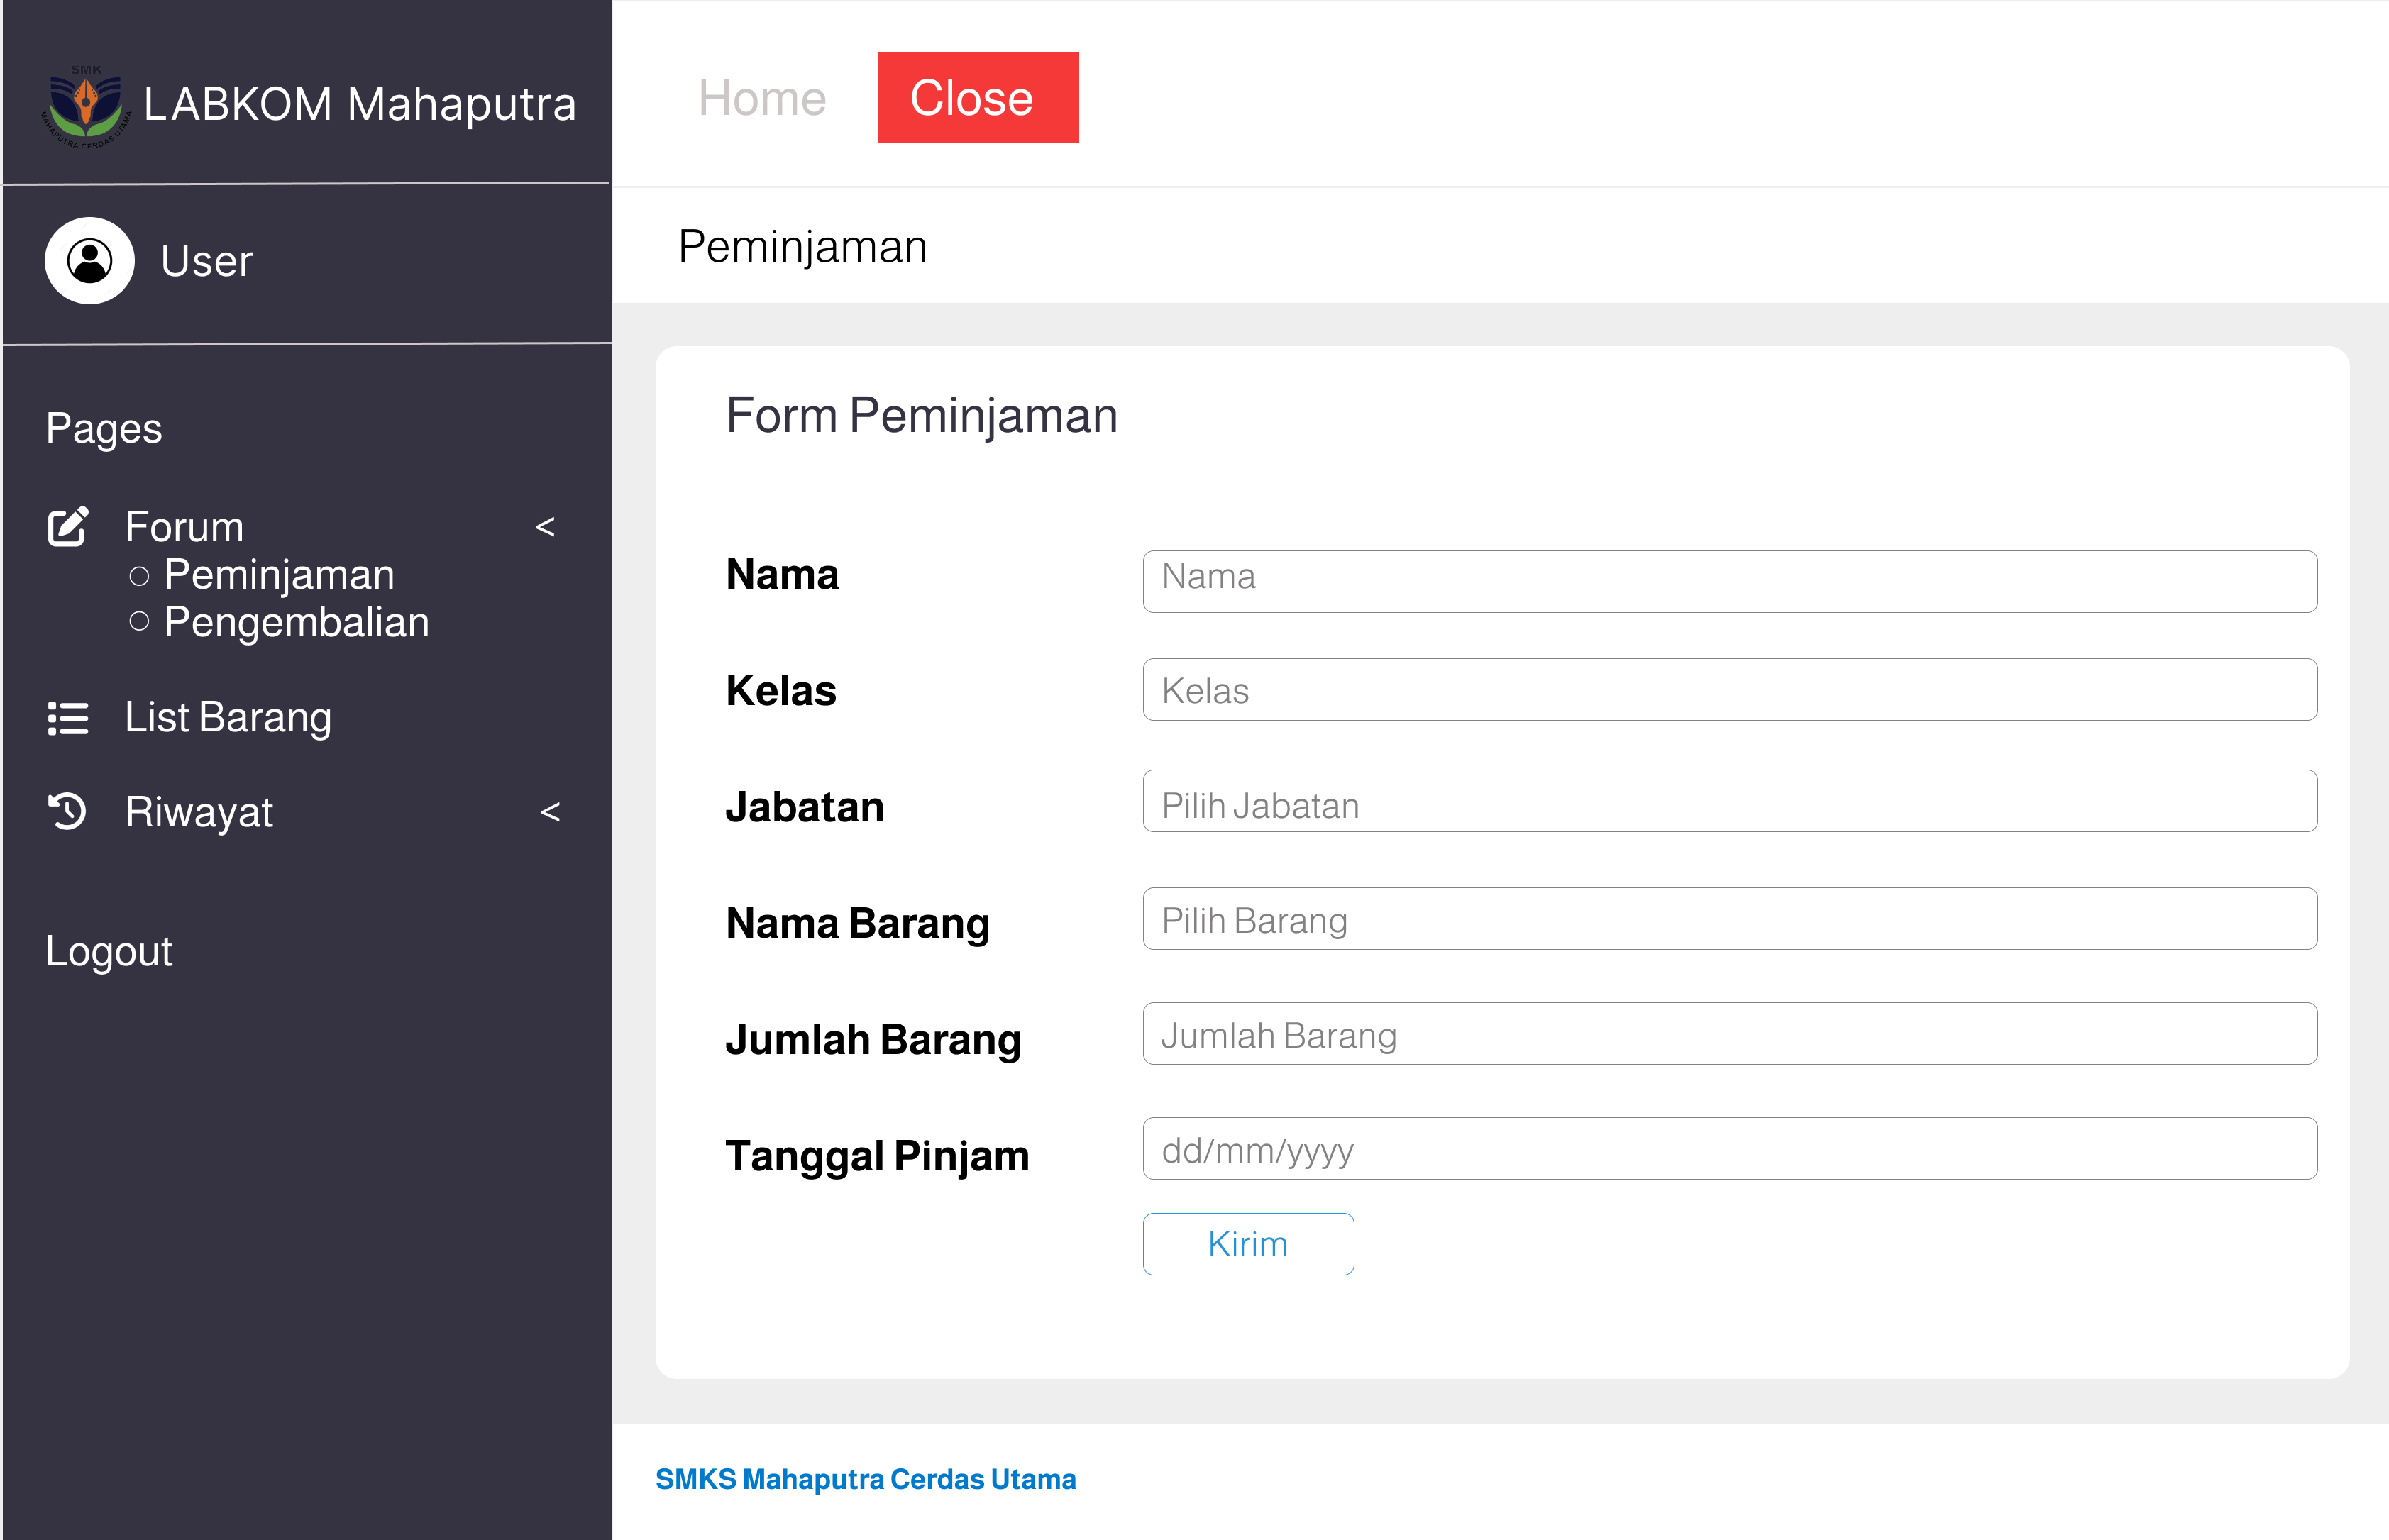 SMK
MAHAPUTRA CERDAS UTAMA
LABKOM Mahaputra
Home
Close
User
Peminjaman
Pages
Forum <
Peminjaman
Pengembalian
List Barang
Riwayat <
Logout
Form Peminjaman
Nama
Nama
Kelas
Kelas
Jabatan
Pilih Jabatan
Nama Barang
Pilih Barang
Jumlah Barang
Jumlah Barang
Tanggal Pinjam
dd/mm/yyyy
Kirim
SMKS Mahaputra Cerdas Utama